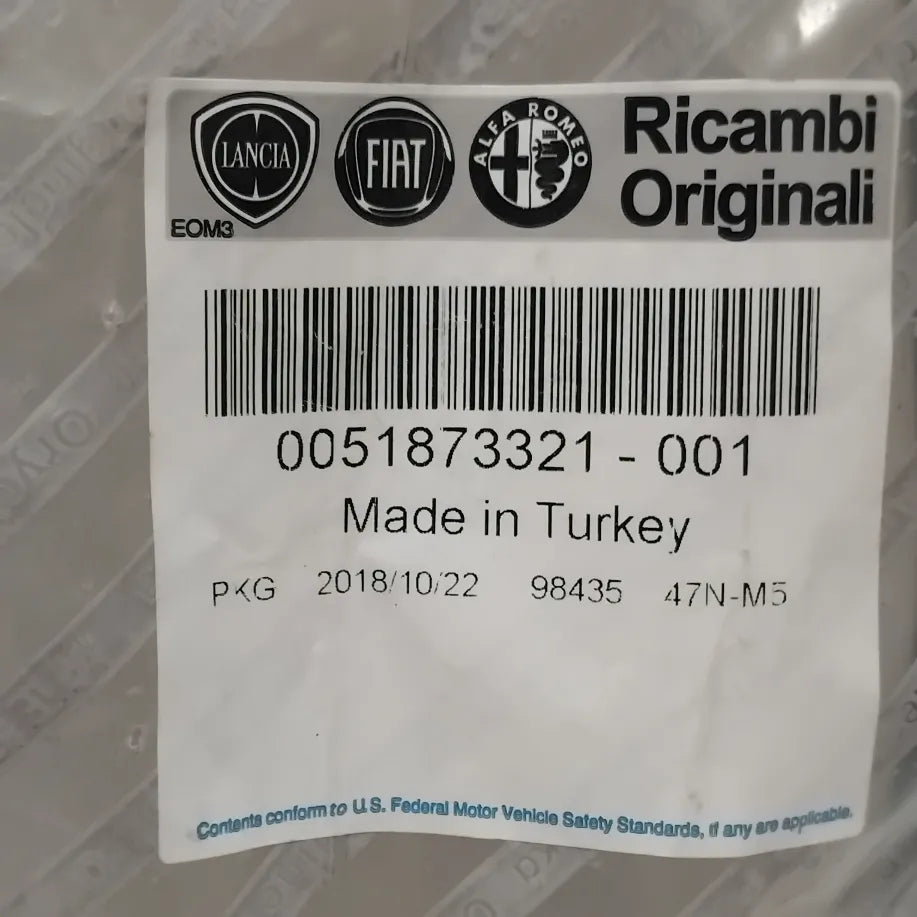 LANCIA FIAT ALFA ROMEO Ricambi
Originali
EOM3
0051873321 - 001
Made in Turkey
PKG 2018/10/22 98435 47N-M5
Contents conform to U.S. Federal Motor Vehicle Safety Standards, if any are applicable.